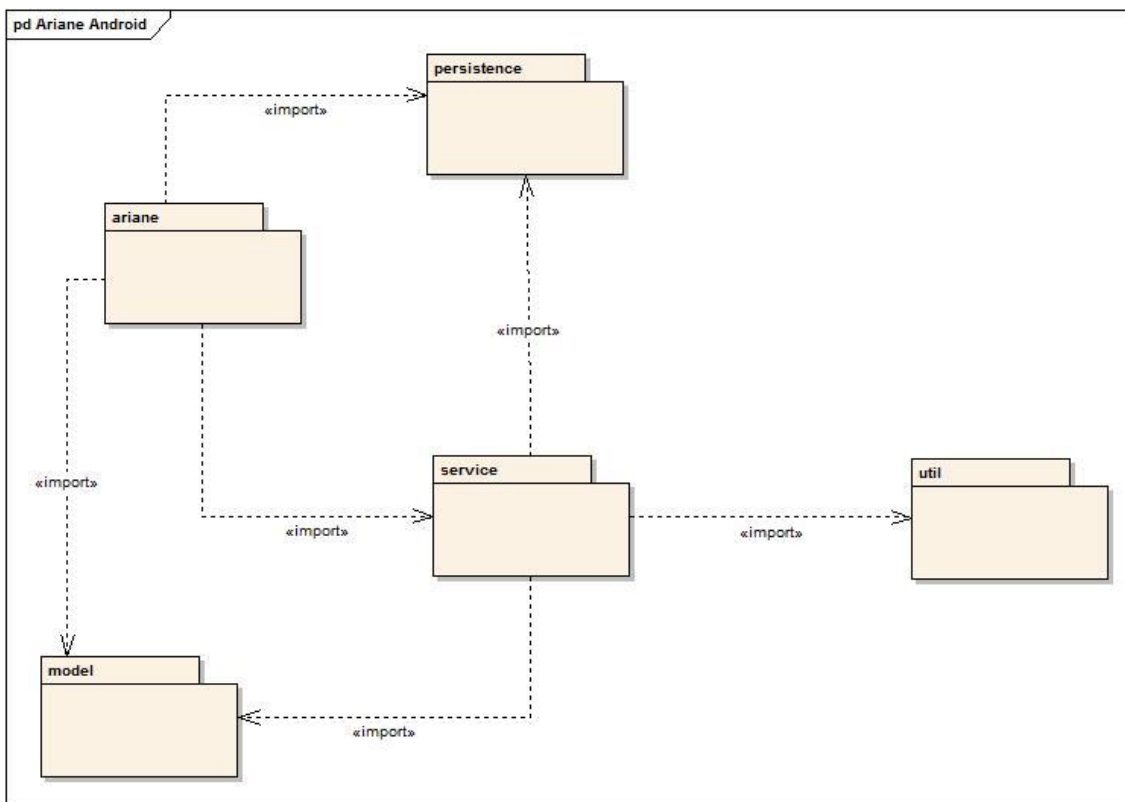 pd Ariane Android
persistence
«import»
ariane
«import»
«import»
service
util
«import»
«import»
model
«import»